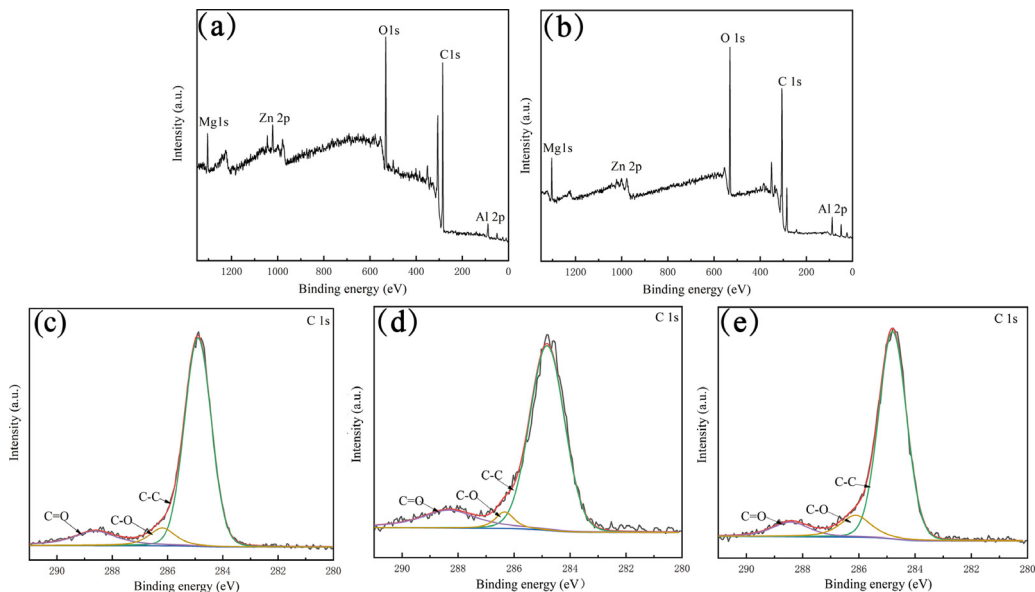 (a)
O1s
C1s
Mg1s
Zn 2p
Al 2p
Intensity (a.u.)
1200 1000 800 600 400 200 0
Binding energy (eV)
(b)
O 1s
C 1s
Mg1s
Zn 2p
Al 2p
Intensity (a.u.)
1200 1000 800 600 400 200 0
Binding energy (eV)
(c)
C 1s
C-C
C=O
C-O
Intensity (a.u.)
290 288 286 284 282 280
Binding energy (eV)
(d)
C 1s
C-C
C=O
C-O
Intensity (a.u.)
290 288 286 284 282 280
Binding energy (eV)
(e)
C 1s
C-C
C=O
C-O
Intensity (a.u.)
290 288 286 284 282 280
Binding energy (eV)